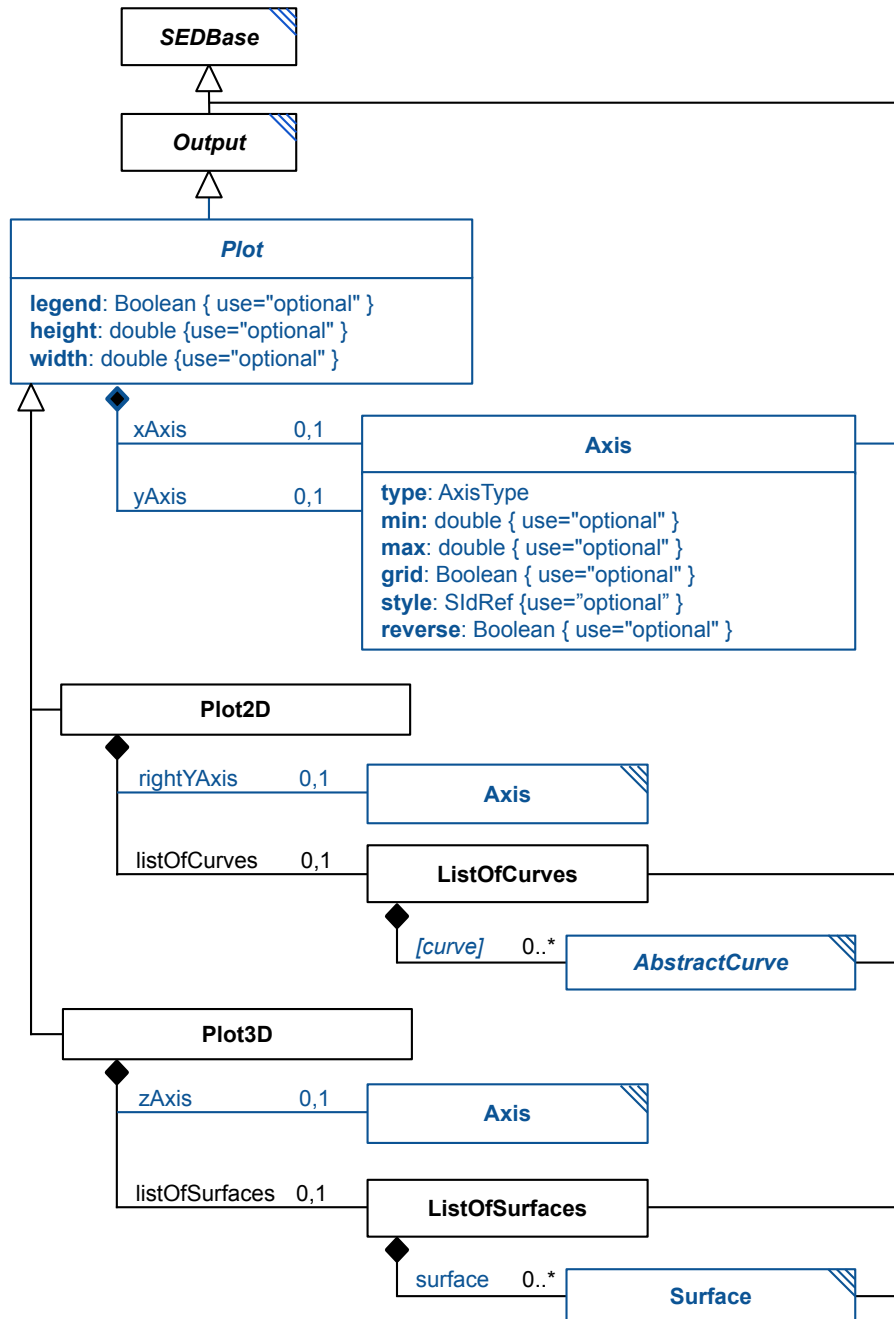 SEDBase
Output
Plot
legend: Boolean { use="optional" }
height: double {use="optional" }
width: double {use="optional" }
xAxis 0,1
Axis
yAxis 0,1
type: AxisType
min: double { use="optional" }
max: double { use="optional" }
grid: Boolean { use="optional" }
style: SIdRef {use=”optional” }
reverse: Boolean { use="optional" }
Plot2D
rightYAxis 0,1
Axis
listOfCurves 0,1
ListOfCurves
[curve] 0..*
AbstractCurve
Plot3D
zAxis 0,1
Axis
listOfSurfaces 0,1
ListOfSurfaces
surface 0..*
Surface